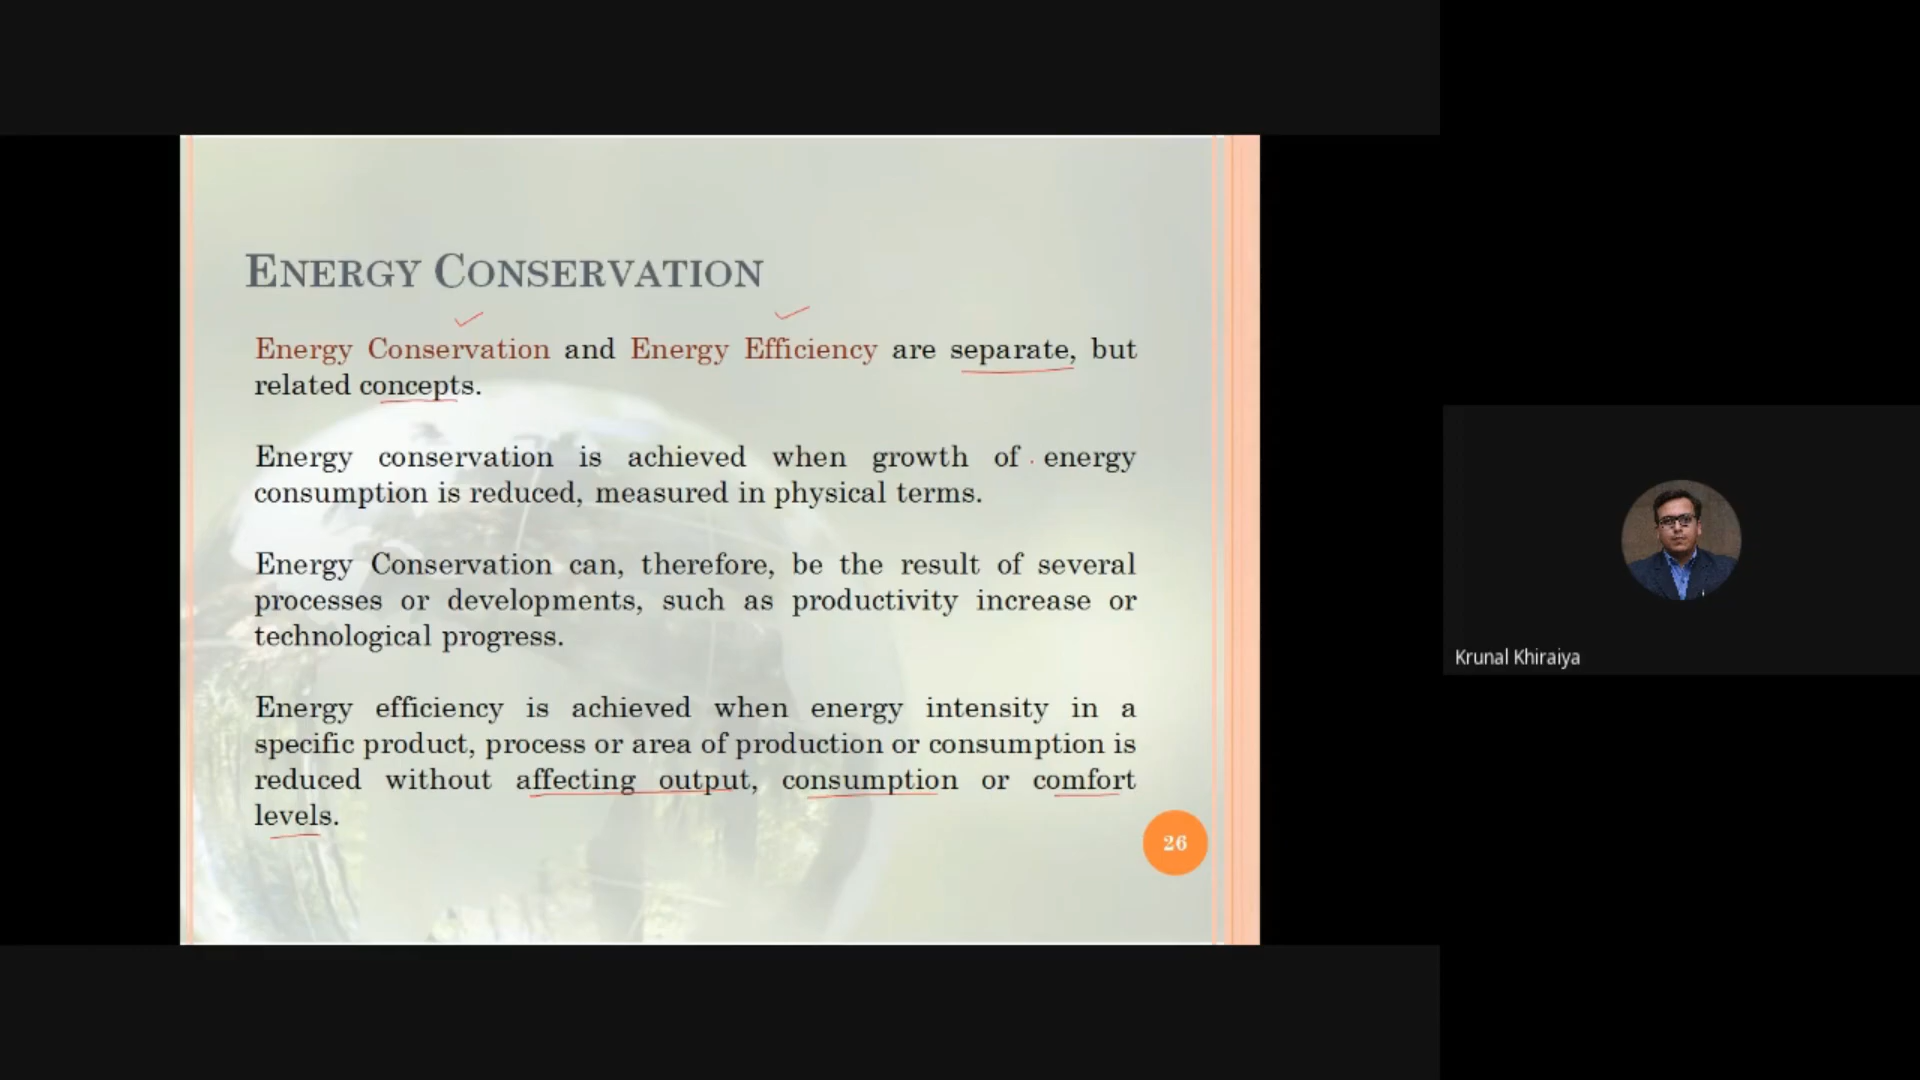 ENERGY CONSERVATION
Energy Conservation and Energy Efficiency are separate, but
related concepts.
Energy conservation is achieved when growth of energy
consumption is reduced, measured in physical terms.
Energy Conservation can, therefore, be the result of several
processes or developments, such as productivity increase or
technological progress.
Energy efficiency is achieved when energy intensity in a
specific product, process or area of production or consumption is
reduced without affecting output, consumption or comfort
levels.
26
Krunal Khiraiya